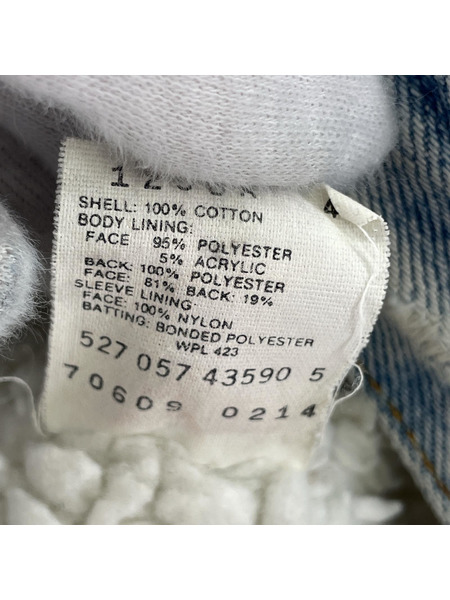 SHELL: 100% COTTON 4
BODY LINING:
FACE 95% POLYESTER
5% ACRYLIC
BACK: 100% POLYESTER
FACE: 81% BACK: 19%
SLEEVE LINING:
FACE: 100% NYLON
BATTING: BONDED POLYESTER
WPL 423
527 057 43590 5
70609 0214